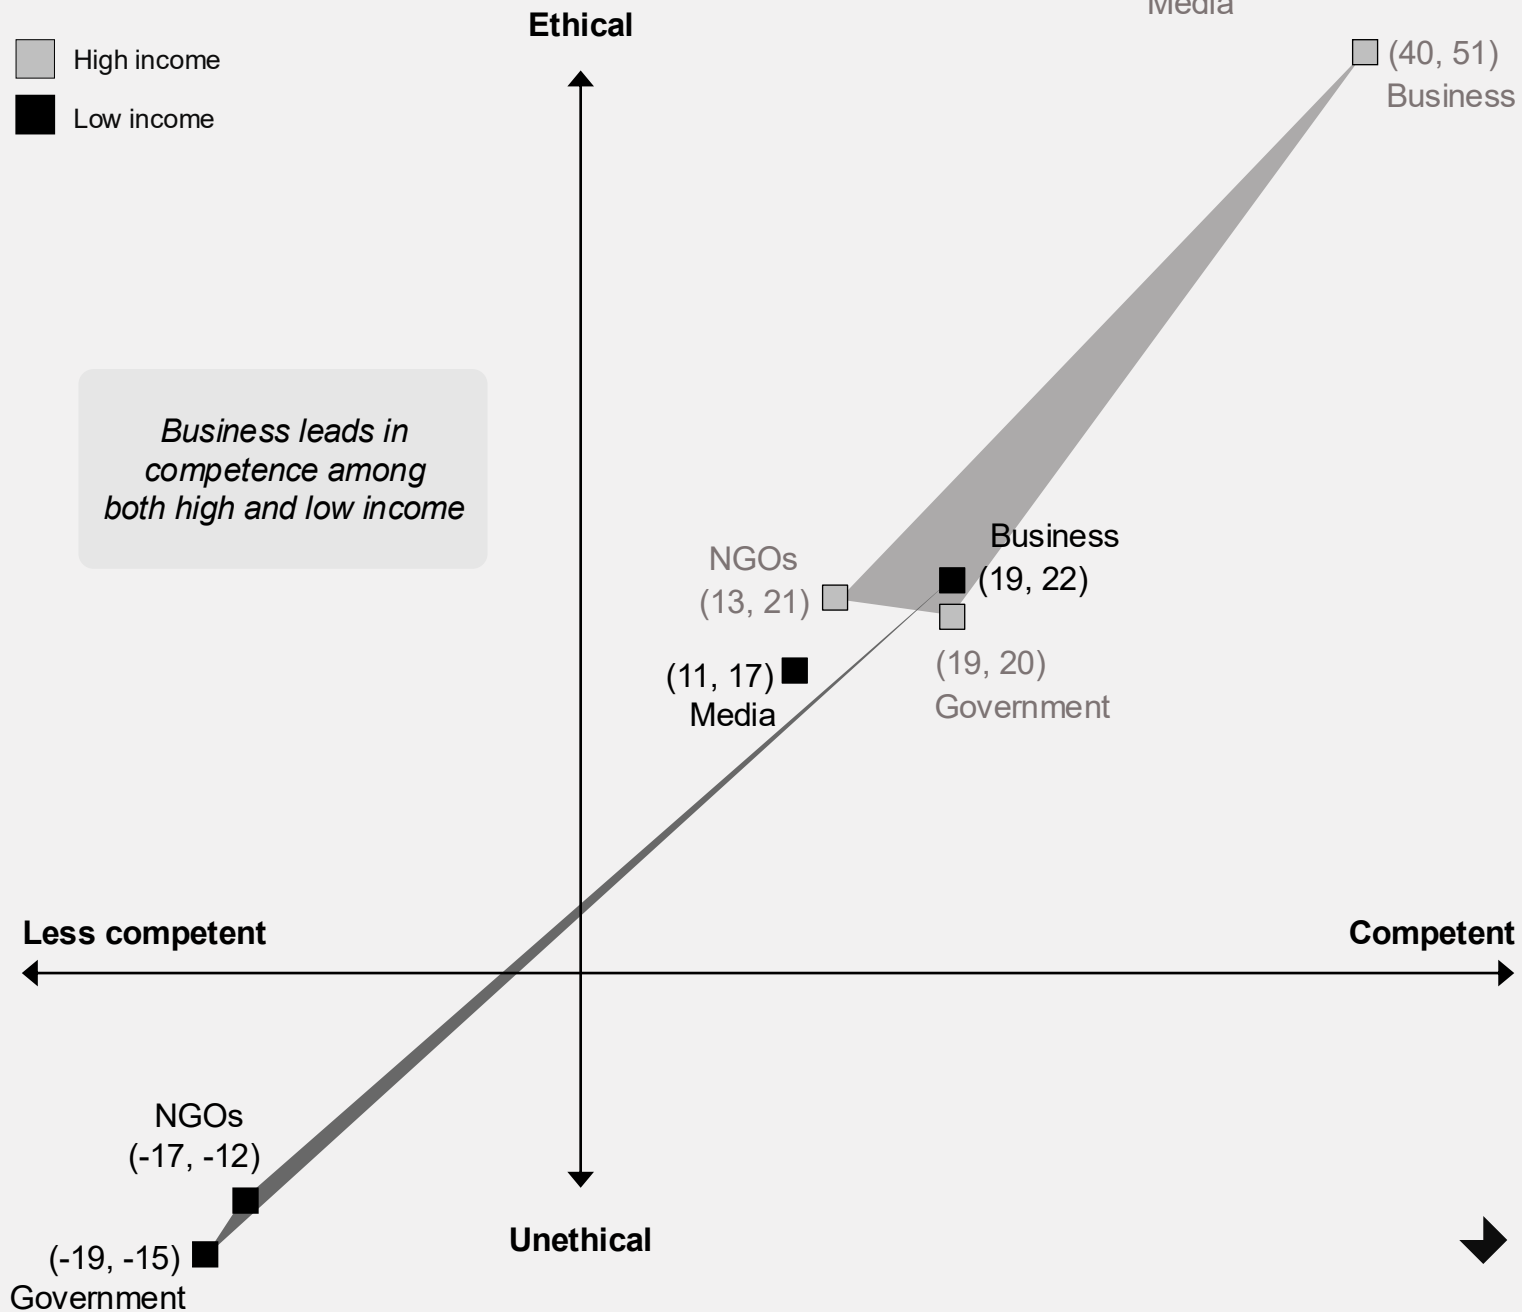 Media
Ethical
High income
(40, 51)
Business
Low income
Business leads in
competence among
both high and low income
Business
NGOs
(19, 22)
(13, 21)
(11, 17)
(19, 20)
Media
Government
Less competent
Competent
NGOs
(-17, -12)
Unethical
(-19, -15)
Government